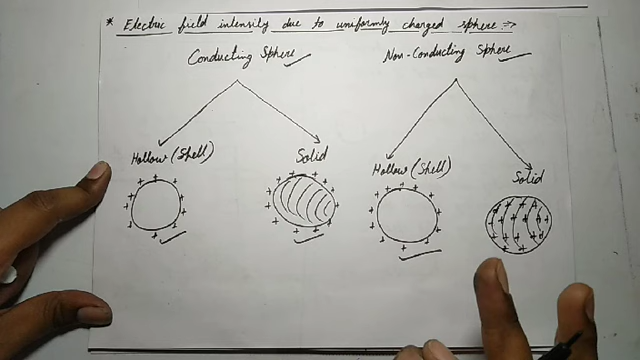 * Electric field intensity due to uniformly charged sphere =>
Conducting Sphere
Non-Conducting Sphere
Hollow (Shell)
Solid
Hollow (Shell)
Solid